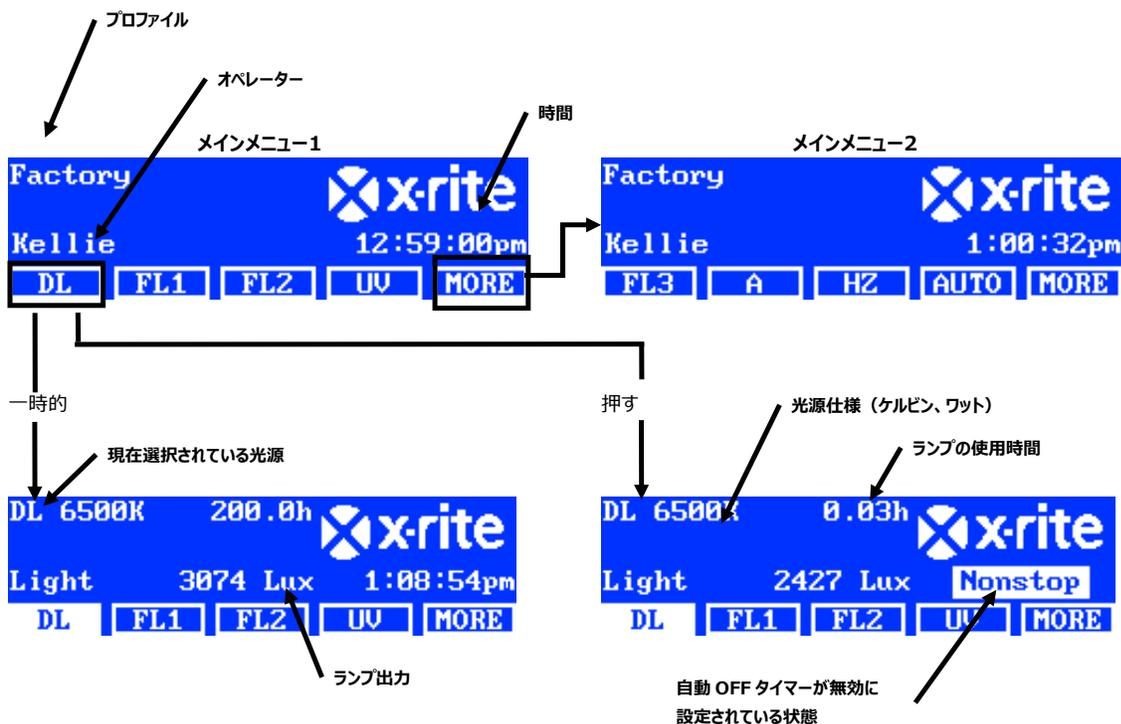 プロファイル
オペレーター
時間
メインメニュー1
Factory
x-rite
Kellie
12:59:00pm
DL FL1 FL2 UV MORE
メインメニュー2
Factory
x-rite
Kellie
1:00:32pm
FL3 A HZ AUTO MORE
一時的
現在選択されている光源
DL 6500K 200.0h
x-rite
Light 3074 Lux 1:08:54pm
DL FL1 FL2 UV MORE
ランプ出力
押す
光源仕様（ケルビン、ワット）
ランプの使用時間
DL 6500K 0.03h
x-rite
Light 2427 Lux Nonstop
DL FL1 FL2 UV MORE
自動 OFF タイマーが無効に
設定されている状態